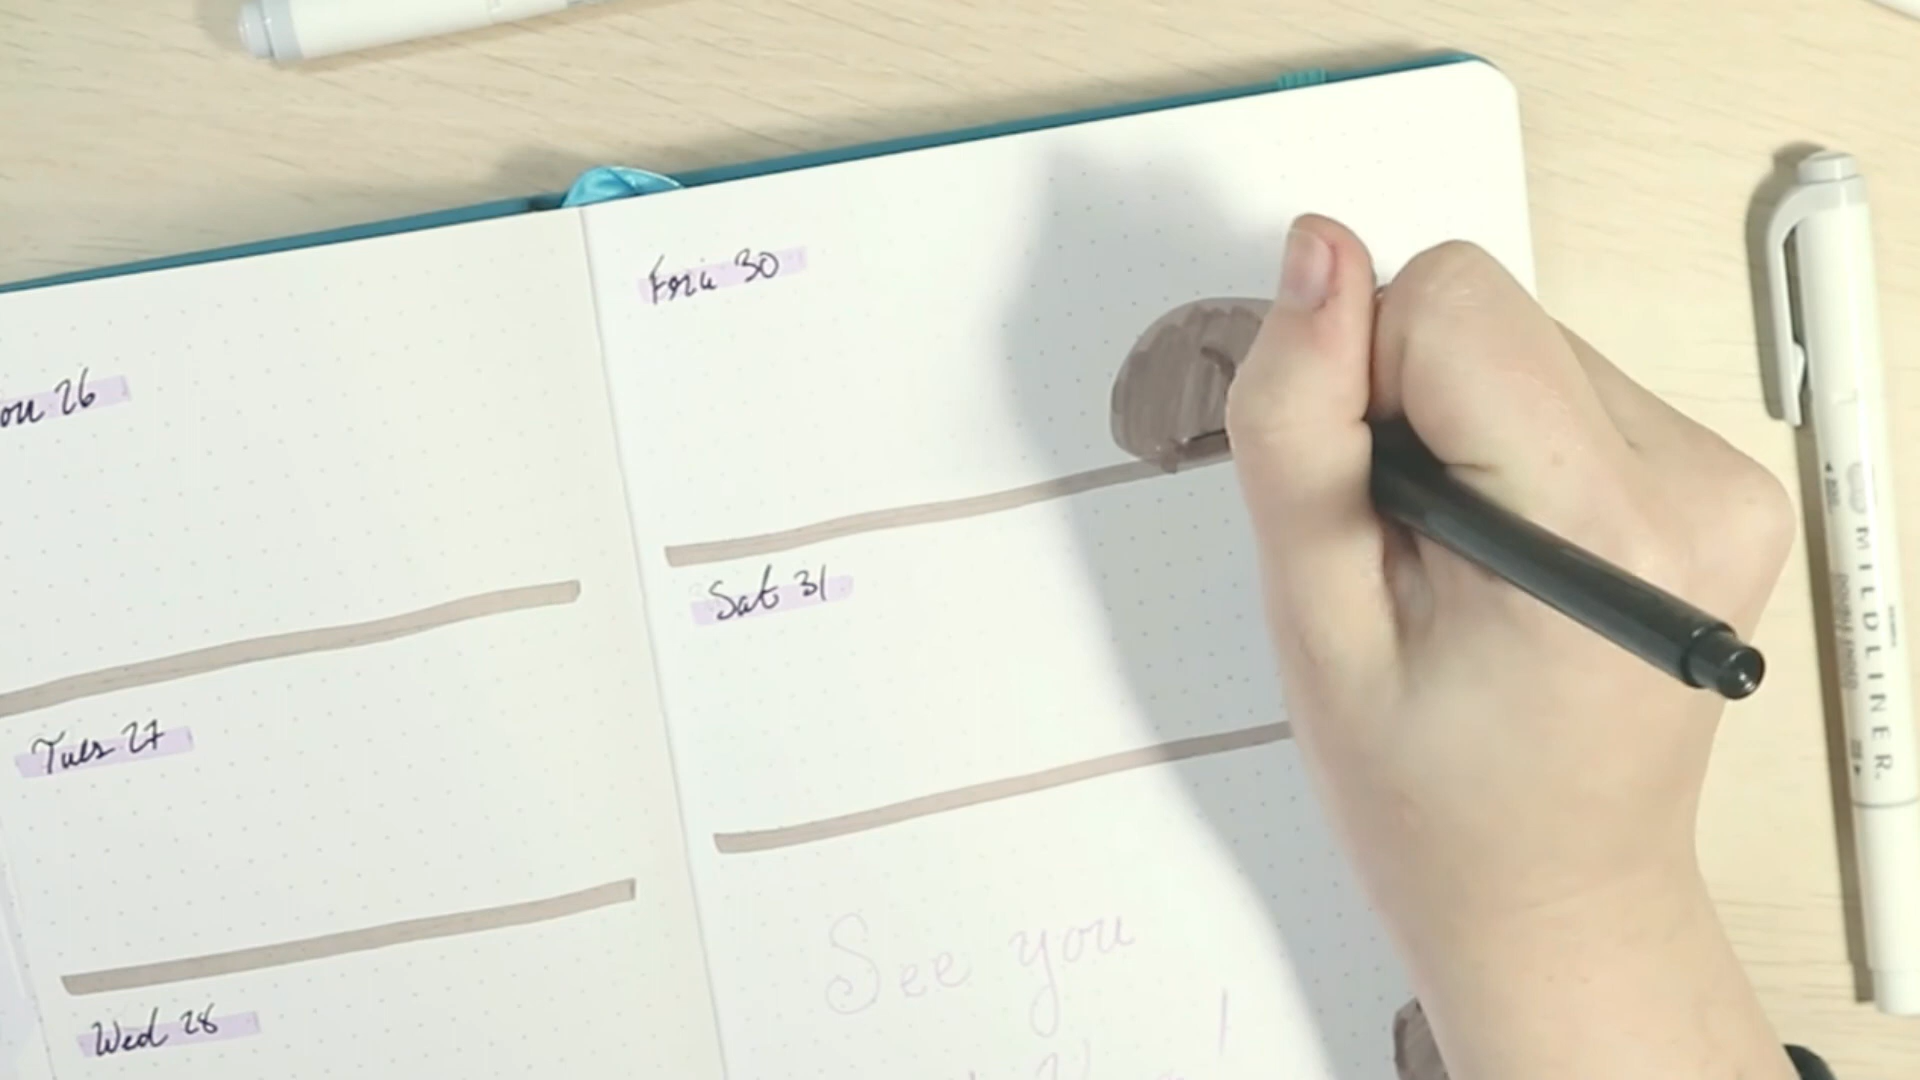 on 26
Tues 27
Wed 28
Fri 30
Sat 31
See you
MILDLINER.